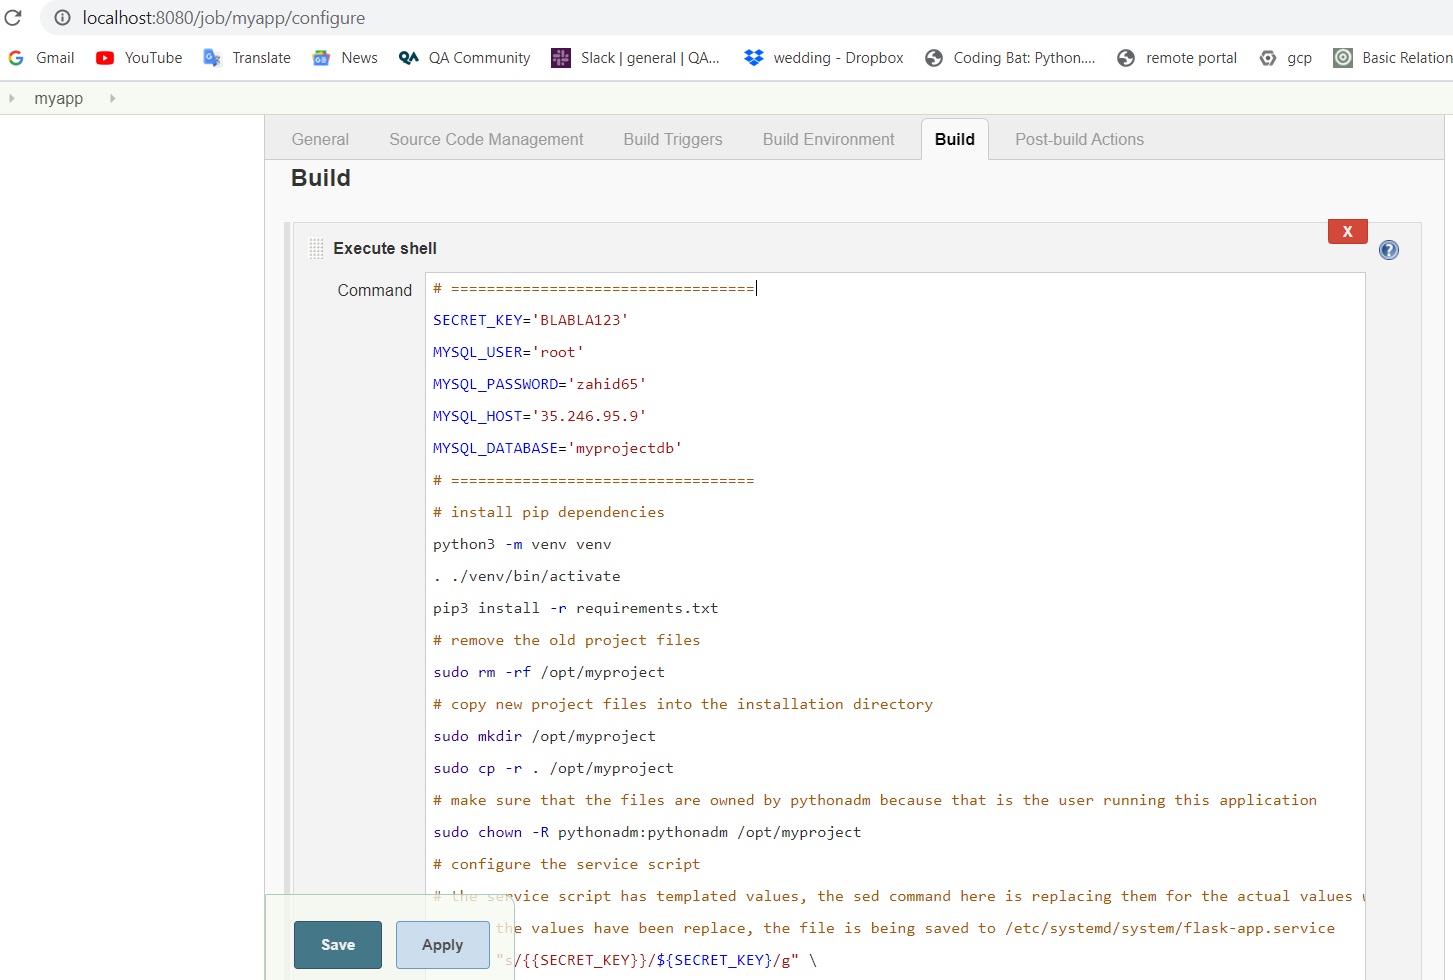 localhost:8080/job/myapp/configure
Gmail YouTube Translate News QA Community Slack | general | QA... wedding - Dropbox Coding Bat: Python.... remote portal gcp Basic Relation
myapp
General Source Code Management Build Triggers Build Environment Build Post-build Actions
Build
Execute shell
X
?
Command
# ==================================
SECRET_KEY='BLABLA123'
MYSQL_USER='root'
MYSQL_PASSWORD='zahid65'
MYSQL_HOST='35.246.95.9'
MYSQL_DATABASE='myprojectdb'
# ==================================
# install pip dependencies
python3 -m venv venv
. ./venv/bin/activate
pip3 install -r requirements.txt
# remove the old project files
sudo rm -rf /opt/myproject
# copy new project files into the installation directory
sudo mkdir /opt/myproject
sudo cp -r . /opt/myproject
# make sure that the files are owned by pythonadm because that is the user running this application
sudo chown -R pythonadm:pythonadm /opt/myproject
# configure the service script
# the service script has templated values, the sed command here is replacing them for the actual values
the values have been replace, the file is being saved to /etc/systemd/system/flask-app.service
"s/{{SECRET_KEY}}/${SECRET_KEY}/g" \
Save Apply